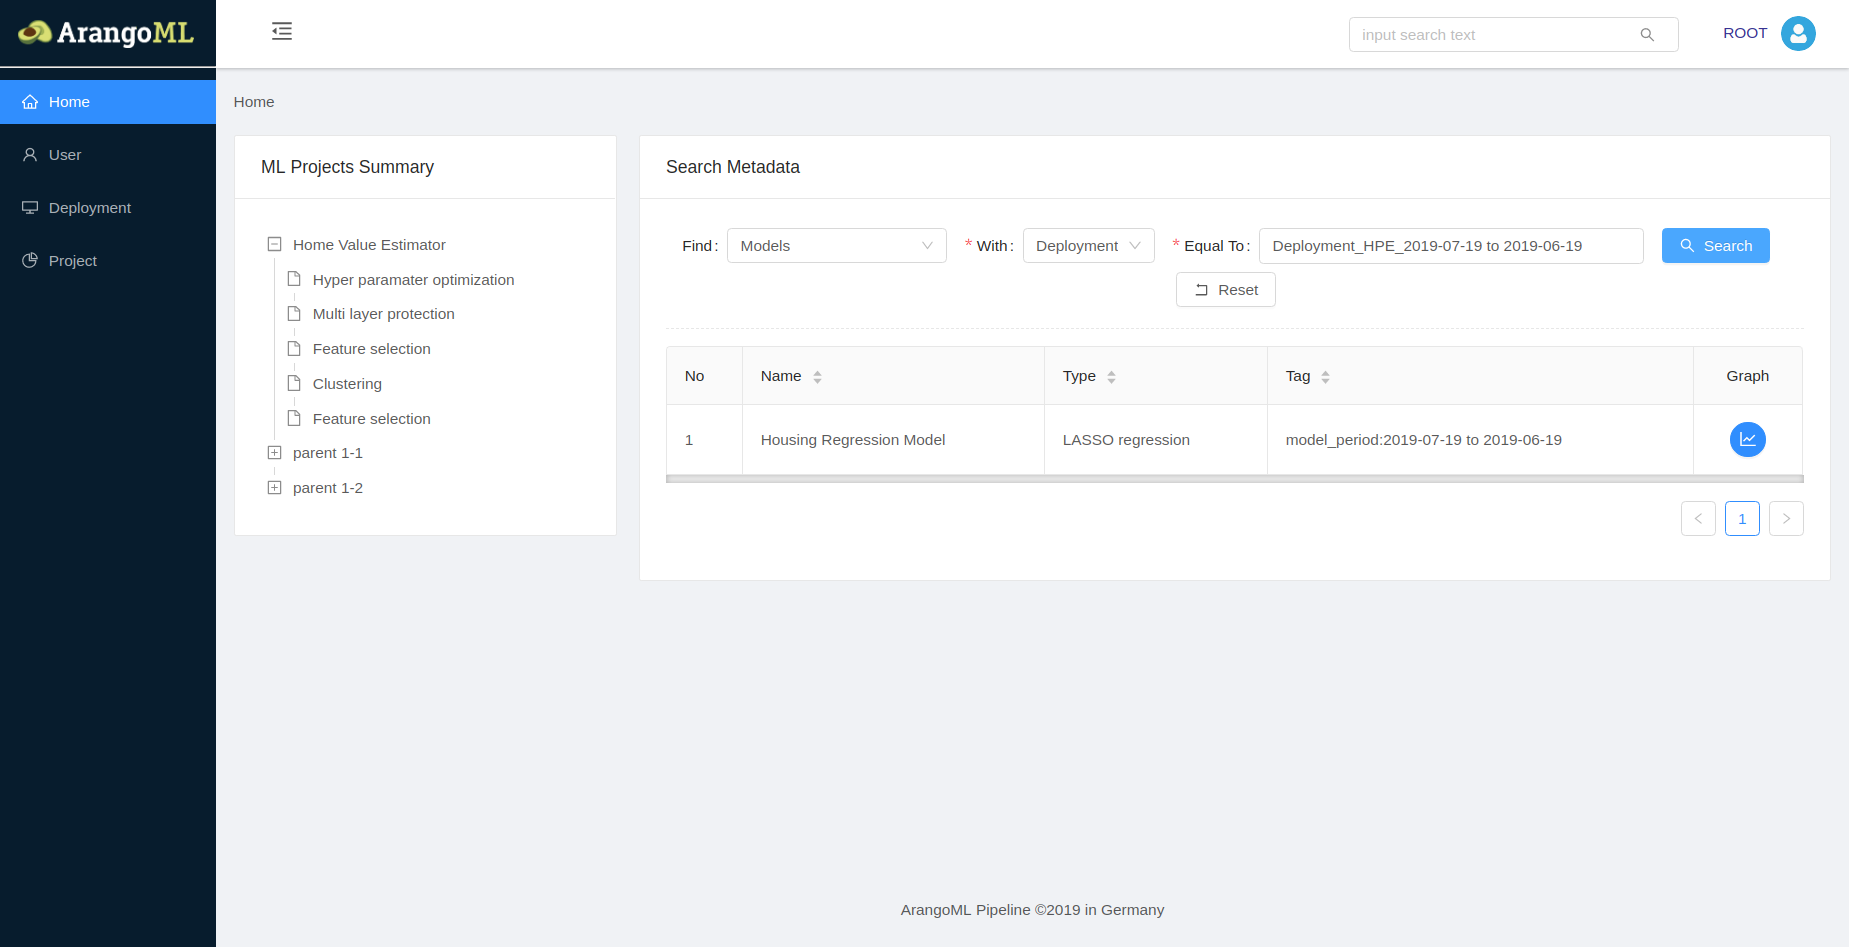 ArangoML
input search text
ROOT
Home
User
Deployment
Project
Home
ML Projects Summary
Home Value Estimator
Hyper paramater optimization
Multi layer protection
Feature selection
Clustering
Feature selection
parent 1-1
parent 1-2
Search Metadata
Find: Models * With: Deployment * Equal To: Deployment_HPE_2019-07-19 to 2019-06-19 Search
Reset
No Name Type Tag Graph
1 Housing Regression Model LASSO regression model_period:2019-07-19 to 2019-06-19
< 1 >
ArangoML Pipeline ©2019 in Germany